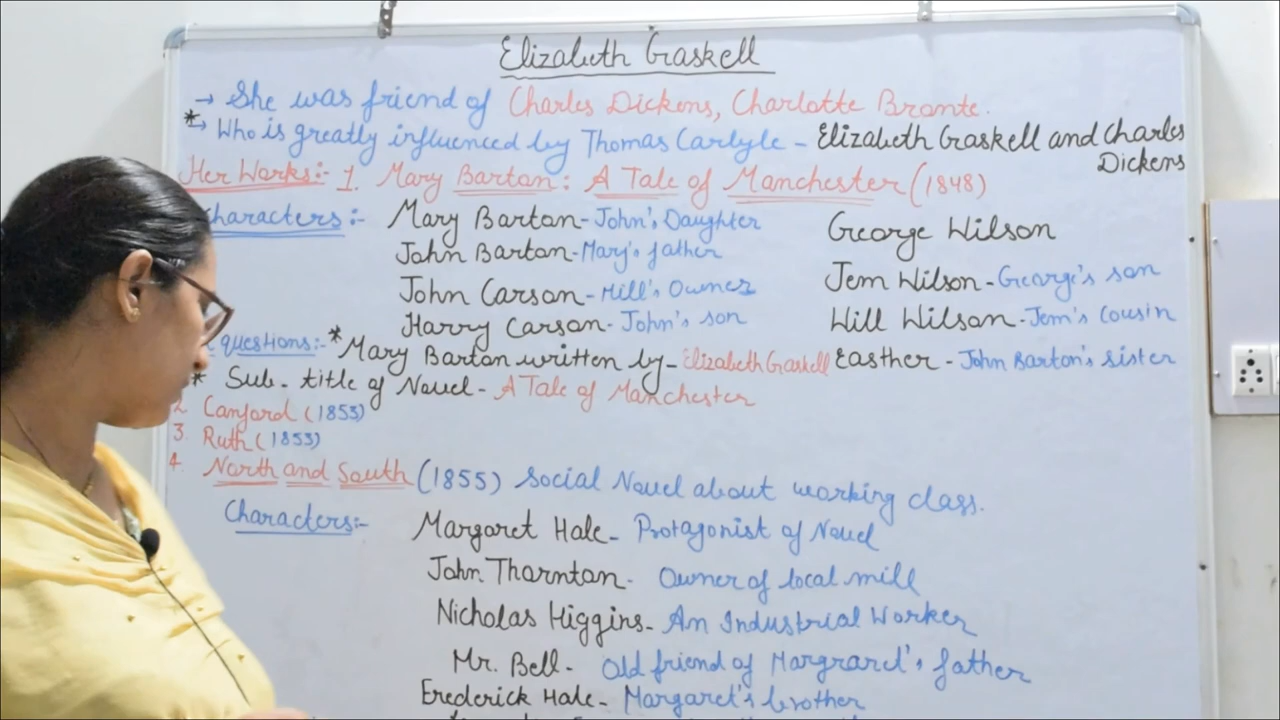 Elizabeth Gaskell
→ She was friend of Charles Dickens, Charlotte Bronte.
*→ Who is greatly influenced by Thomas Carlyle - Elizabeth Gaskell and Charles Dickens
Her Works:- 1. Mary Barton: A Tale of Manchester (1848)
Characters:- Mary Barton - John's Daughter
John Barton - Mary's father
John Carson - Mill's Owner
Harry Carson - John's son
George Wilson
Jem Wilson - George's son
Will Wilson - Jem's Cousin
Easther - John Barton's sister
questions:- * Mary Barton written by - Elizabeth Gaskell
* Sub-title of Novel - A Tale of Manchester
2. Canford (1853)
3. Ruth (1853)
4. North and South (1855) Social Novel about working class.
Characters:- Margaret Hale - Protagonist of Novel
John Thornton - Owner of local mill
Nicholas Higgins - An Industrial Worker
Mr. Bell - Old friend of Margrard's father
Frederick Hale - Margaret's brother